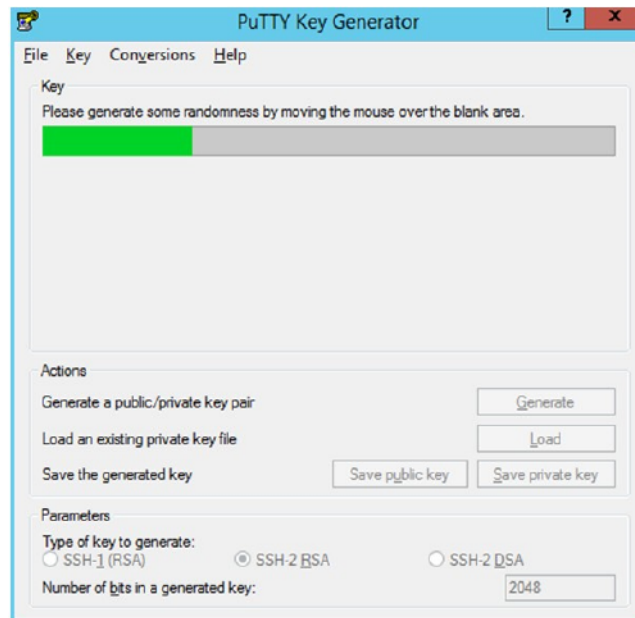 PuTTY Key Generator ? x
File Key Conversions Help
Key
Please generate some randomness by moving the mouse over the blank area.
Actions
Generate a public/private key pair Generate
Load an existing private key file Load
Save the generated key Save public key Save private key
Parameters
Type of key to generate:
SSH-1 (RSA) SSH-2 RSA SSH-2 DSA
Number of bits in a generated key: 2048